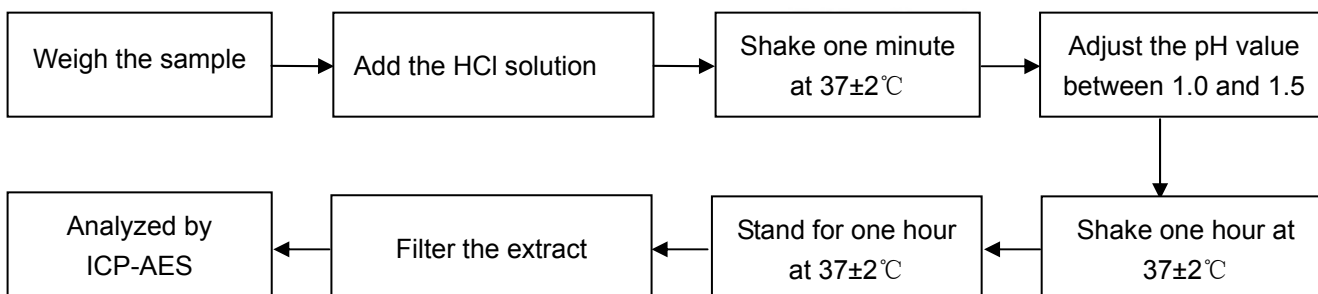 Weigh the sample
Add the HCl solution
Shake one minute
at 37±2℃
Adjust the pH value
between 1.0 and 1.5
Shake one hour at
37±2℃
Stand for one hour
at 37±2℃
Filter the extract
Analyzed by
ICP-AES